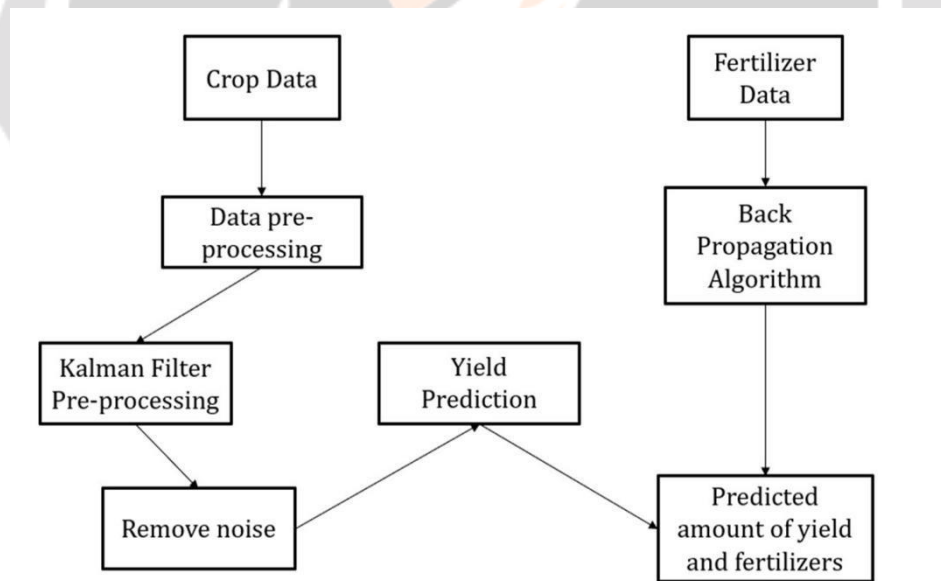 Crop Data
Fertilizer
Data
Data pre-
processing
Back
Propagation
Algorithm
Kalman Filter
Pre-processing
Yield
Prediction
Remove noise
Predicted
amount of yield
and fertilizers